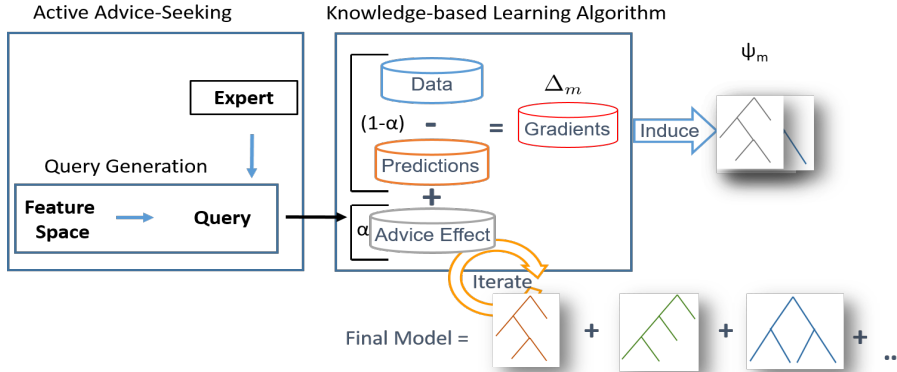 Active Advice-Seeking
Knowledge-based Learning Algorithm
Expert
Query Generation
Feature
Space
Query
Data
(1-α)
-
Predictions
=
Δm
Gradients
+
α
Advice Effect
Induce
ψm
Iterate
Final Model =
+
+
+ ..